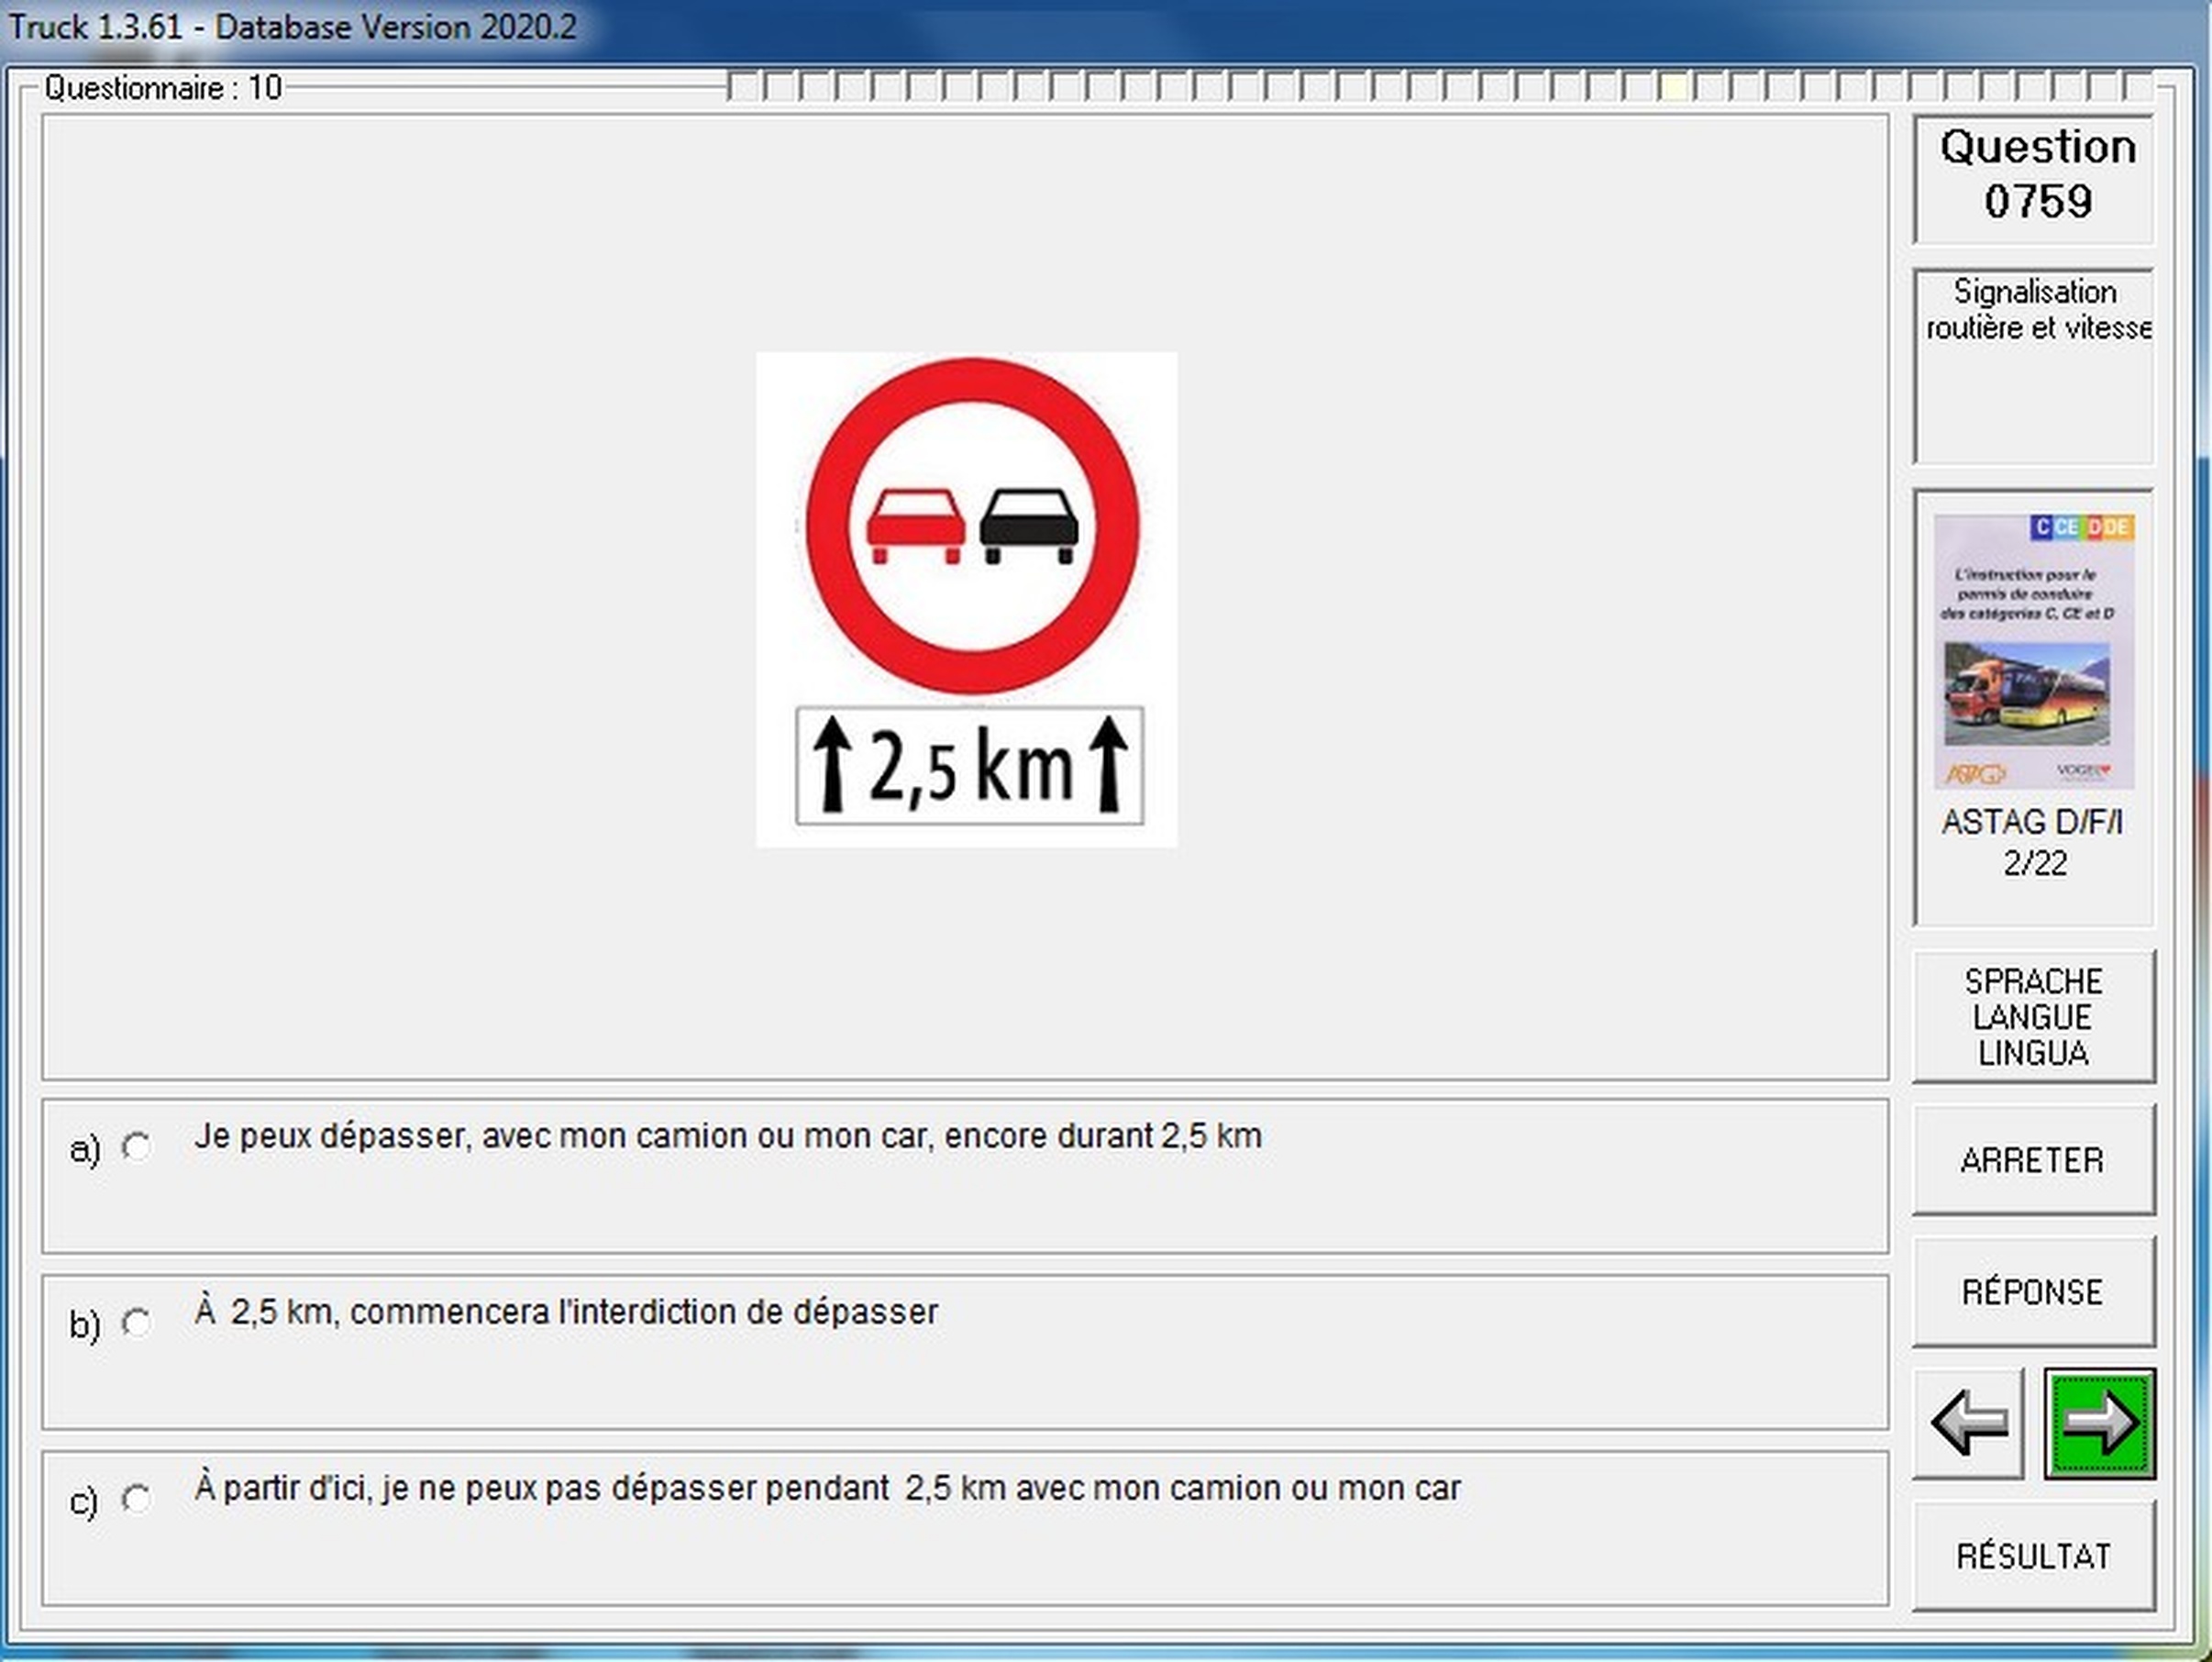 Truck 1.3.61 - Database Version 2020.2
Questionnaire : 10
Question
0759
Signalisation
routière et vitesse
C CE D DE
L'instruction pour le
permis de conduire
des catégories C, CE et D
ASTAG
VOGEL
ASTAG D/F/I
2/22
2,5 km
SPRACHE
LANGUE
LINGUA
a) Je peux dépasser, avec mon camion ou mon car, encore durant 2,5 km
ARRETER
b) À 2,5 km, commencera l'interdiction de dépasser
RÉPONSE
c) À partir d'ici, je ne peux pas dépasser pendant 2,5 km avec mon camion ou mon car
RÉSULTAT